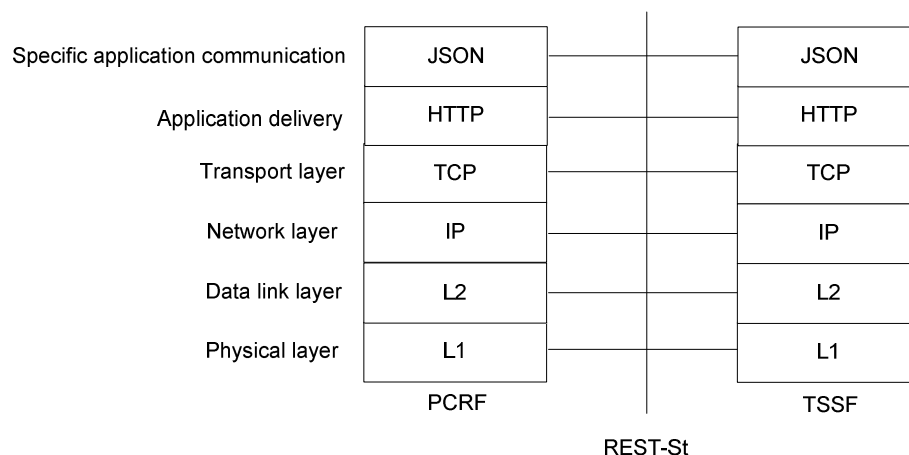 Specific application communication JSON JSON
Application delivery HTTP HTTP
Transport layer TCP TCP
Network layer IP IP
Data link layer L2 L2
Physical layer L1 L1
PCRF TSSF
REST-St